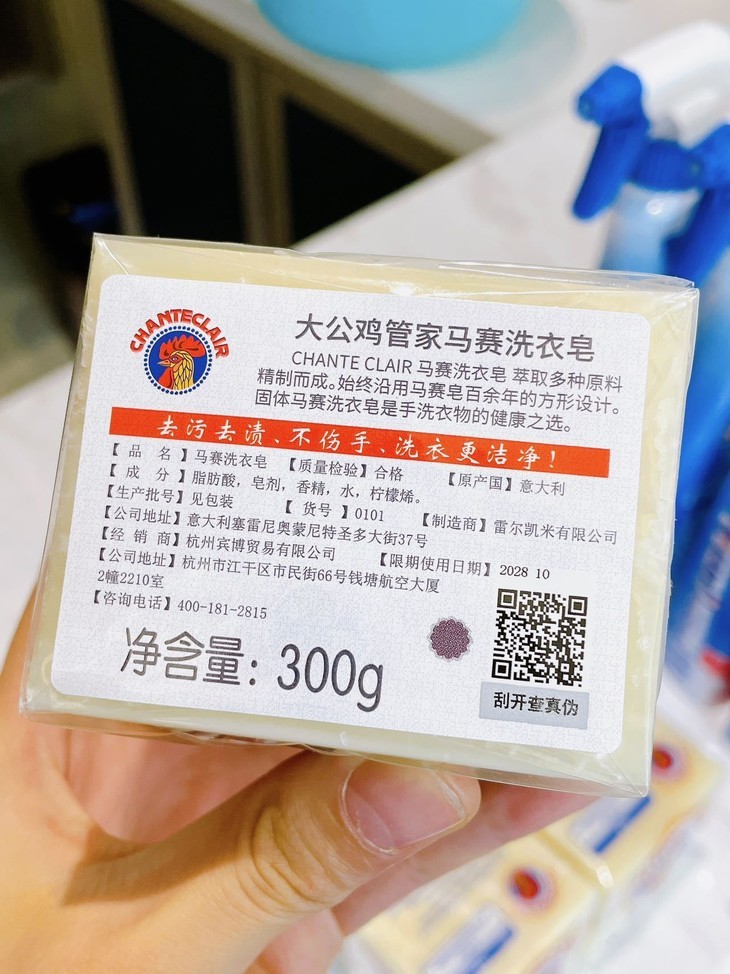 CHANTECLAIR
大公鸡管家马赛洗衣皂
CHANTE CLAIR 马赛洗衣皂 萃取多种原料
精制而成。始终沿用马赛皂百余年的方形设计。
固体马赛洗衣皂是手洗衣物的健康之选。
去污去渍、不伤手、洗衣更洁净！
【 品 名 】马赛洗衣皂 【质量检验】合格 【原产国】意大利
【 成 分 】脂肪酸，皂剂，香精，水，柠檬烯。
【生产批号】见包装 【 货号 】0101 【制造商】雷尔凯米有限公司
【公司地址】意大利塞雷尼奥蒙尼特圣多大街37号
【经 销 商】杭州宾博贸易有限公司 【限期使用日期】2028 10
【公司地址】杭州市江干区市民街66号钱塘航空大厦
2幢2210室
【咨询电话】400-181-2815
净含量：300g
刮开查真伪